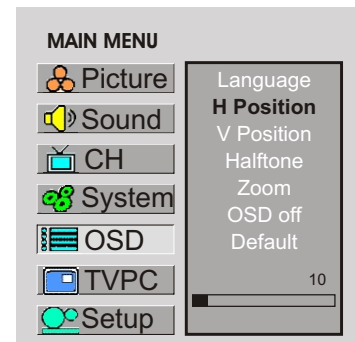 MAIN MENU
Picture
Sound
CH
System
OSD
TVPC
Setup
Language
H Position
V Position
Halftone
Zoom
OSD off
Default
10